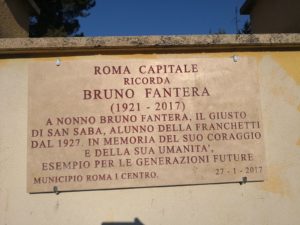 ROMA CAPITALE
RICORDA
BRUNO FANTERA
(1921 - 2017)
A NONNO BRUNO FANTERA, IL GIUSTO
DI SAN SABA, ALUNNO DELLA FRANCHETTI
DAL 1927. IN MEMORIA DEL SUO CORAGGIO
E DELLA SUA UMANITA',
ESEMPIO PER LE GENERAZIONI FUTURE
MUNICIPIO ROMA I CENTRO. 27-1-2017